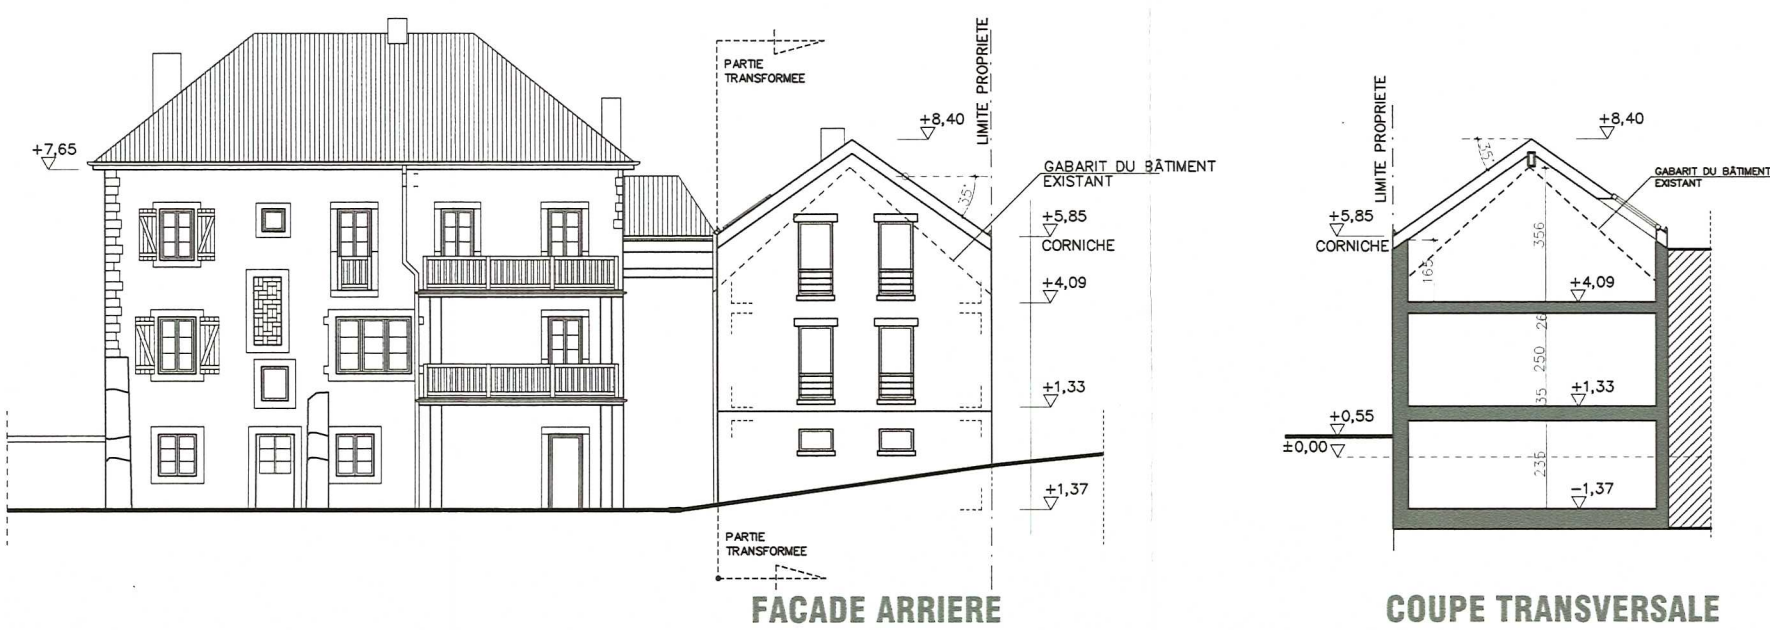 +7,65
PARTIE
TRANSFORMEE
+8,40
LIMITE PROPRIETE
GABARIT DU BÂTIMENT
EXISTANT
35°
+5,85
CORNICHE
+4,09
+1,33
+1,37
PARTIE
TRANSFORMEE
FACADE ARRIERE
LIMITE PROPRIETE
+8,40
35°
GABARIT DU BÂTIMENT
EXISTANT
+5,85
CORNICHE
165
356
+4,09
26
250
+1,33
35
+0,55
±0,00
235
-1,37
COUPE TRANSVERSALE